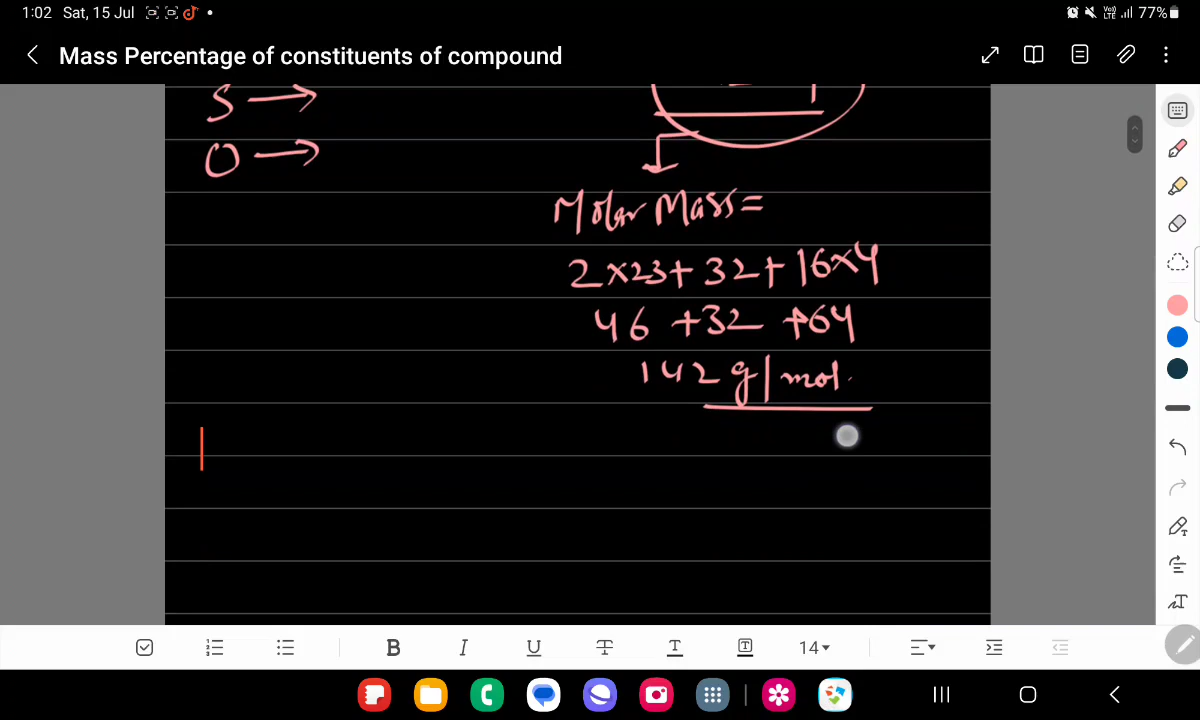 1:02 Sat, 15 Jul
77%
Mass Percentage of constituents of compound
S →
O →
Molar Mass =
2×23+32+16×4
46 +32 +64
142 g/mol.
B I U T T T 14